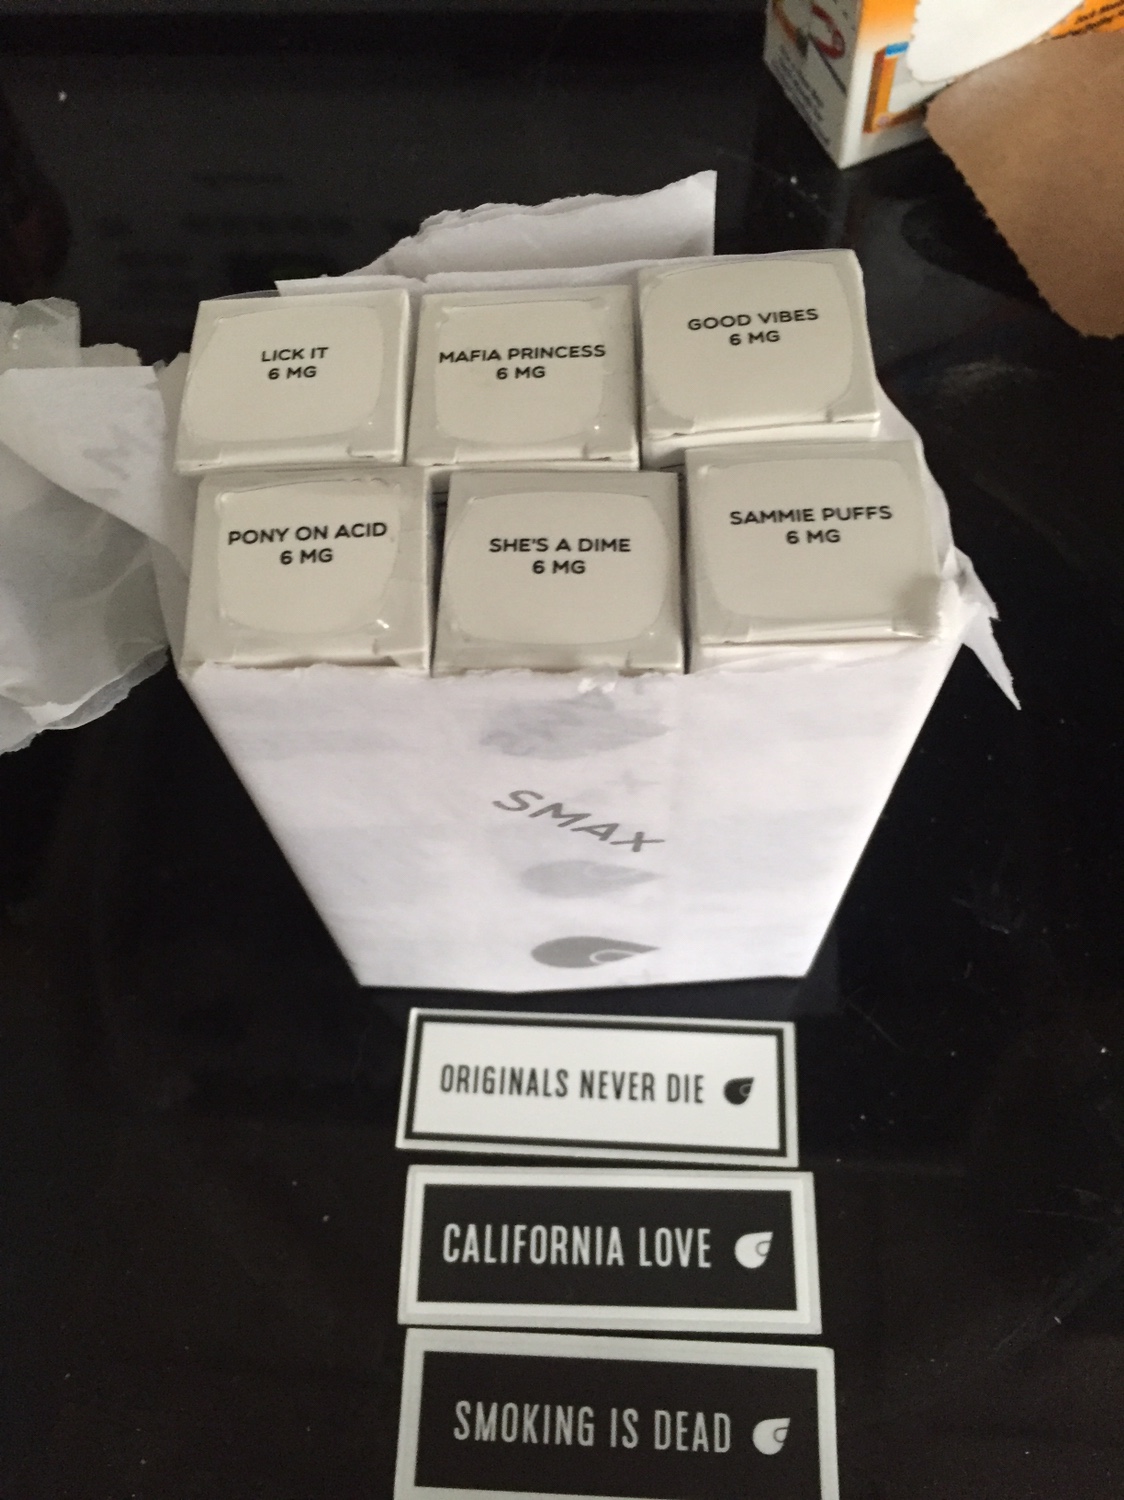 LICK IT
6 MG
MAFIA PRINCESS
6 MG
GOOD VIBES
6 MG
PONY ON ACID
6 MG
SHE'S A DIME
6 MG
SAMMIE PUFFS
6 MG
SMAX
ORIGINALS NEVER DIE
CALIFORNIA LOVE
SMOKING IS DEAD